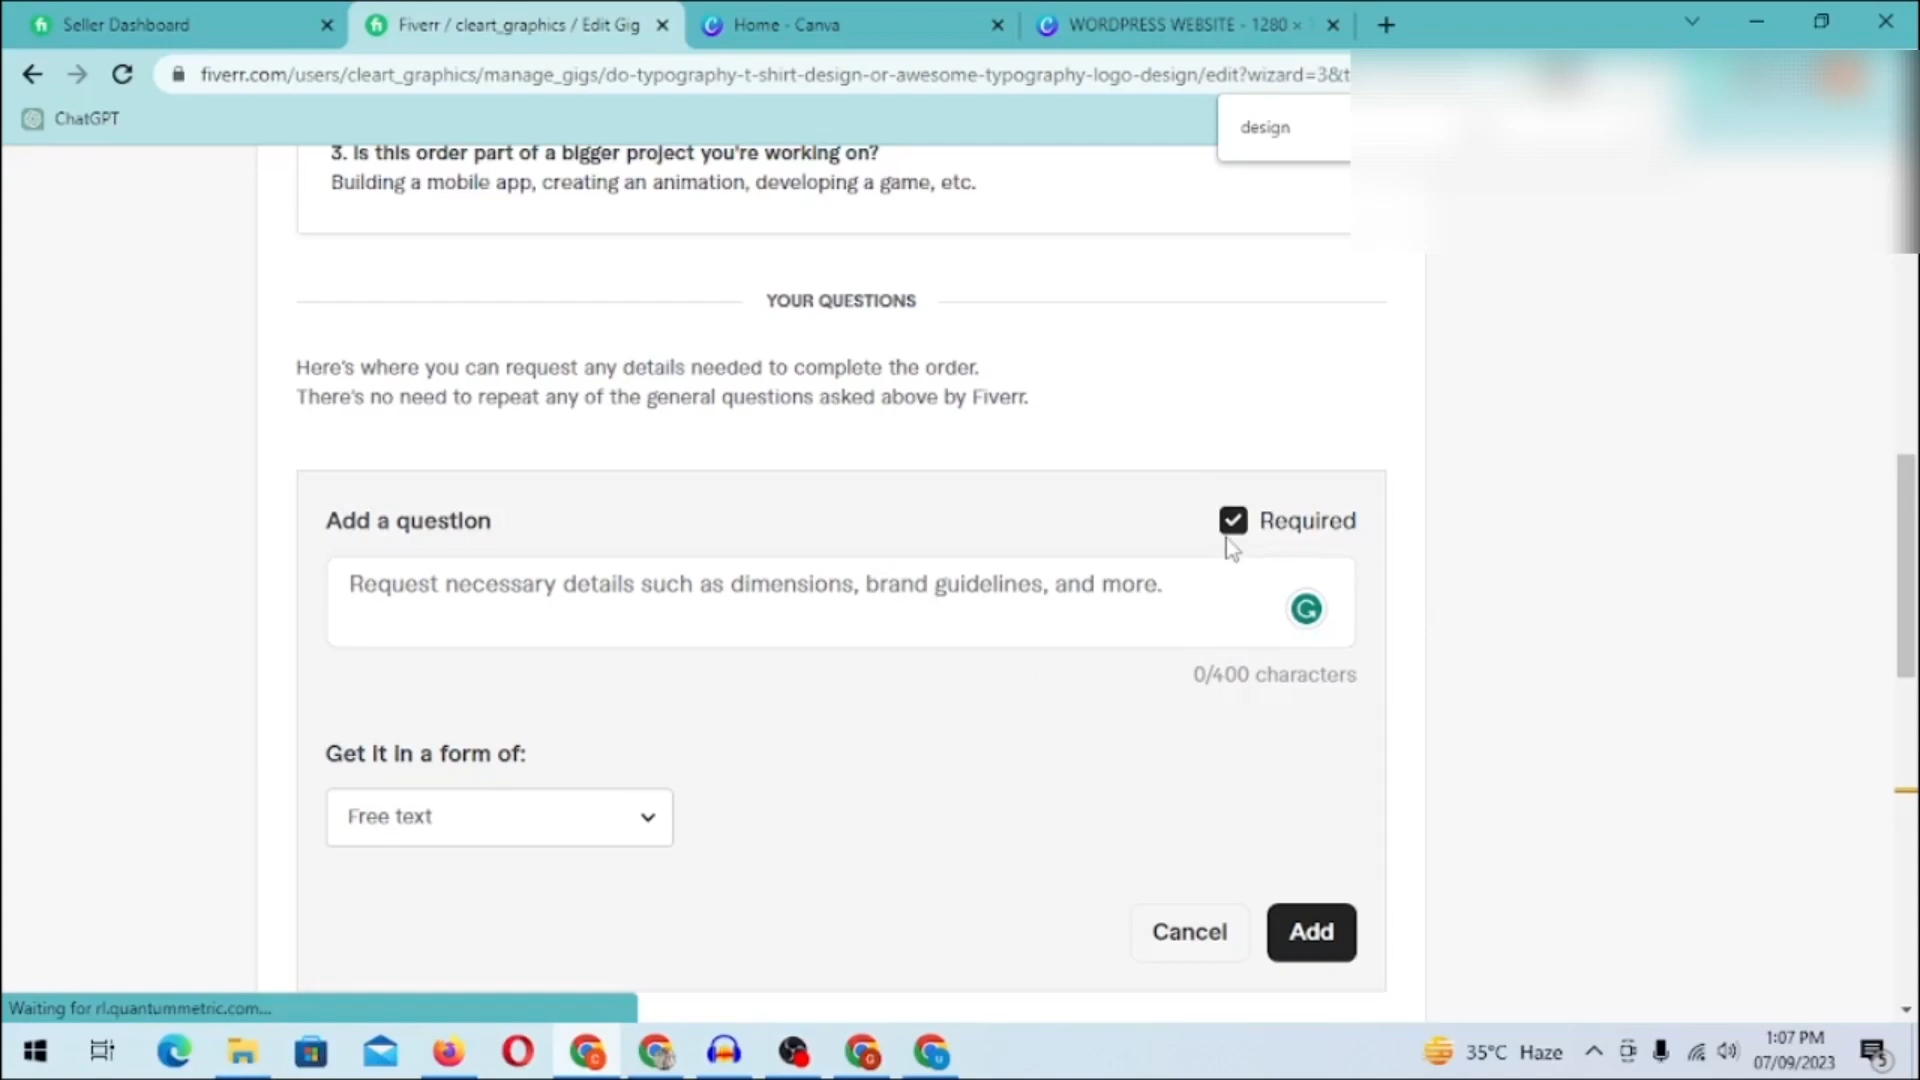 Seller Dashboard
Fiverr / cleart_graphics / Edit Gig
Home - Canva
WORDPRESS WEBSITE - 1280 ×
fiverr.com/users/cleart_graphics/manage_gigs/do-typography-t-shirt-design-or-awesome-typography-logo-design/edit?wizard=3&t
ChatGPT
design
3. Is this order part of a bigger project you're working on?
Building a mobile app, creating an animation, developing a game, etc.
YOUR QUESTIONS
Here's where you can request any details needed to complete the order.
There's no need to repeat any of the general questions asked above by Fiverr.
Add a question
Required
Request necessary details such as dimensions, brand guidelines, and more.
0/400 characters
Get it in a form of:
Free text
Cancel
Add
Waiting for rl.quantummetric.com...
35°C Haze
1:07 PM
07/09/2023
5